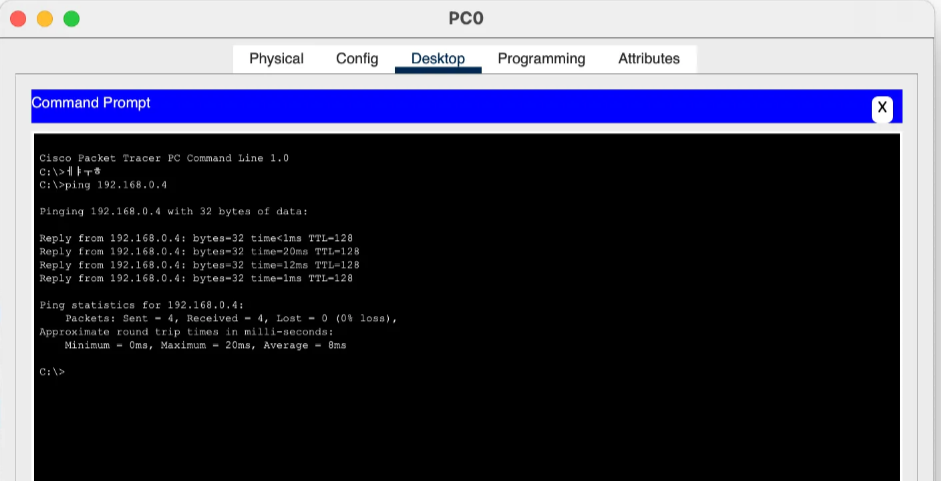 PC0
Physical Config Desktop Programming Attributes
Command Prompt
X
Cisco Packet Tracer PC Command Line 1.0
C:\>ㅔㅑㅜㅎ
C:\>ping 192.168.0.4
Pinging 192.168.0.4 with 32 bytes of data:
Reply from 192.168.0.4: bytes=32 time<1ms TTL=128
Reply from 192.168.0.4: bytes=32 time=20ms TTL=128
Reply from 192.168.0.4: bytes=32 time=12ms TTL=128
Reply from 192.168.0.4: bytes=32 time=1ms TTL=128
Ping statistics for 192.168.0.4:
Packets: Sent = 4, Received = 4, Lost = 0 (0% loss),
Approximate round trip times in milli-seconds:
Minimum = 0ms, Maximum = 20ms, Average = 8ms
C:\>